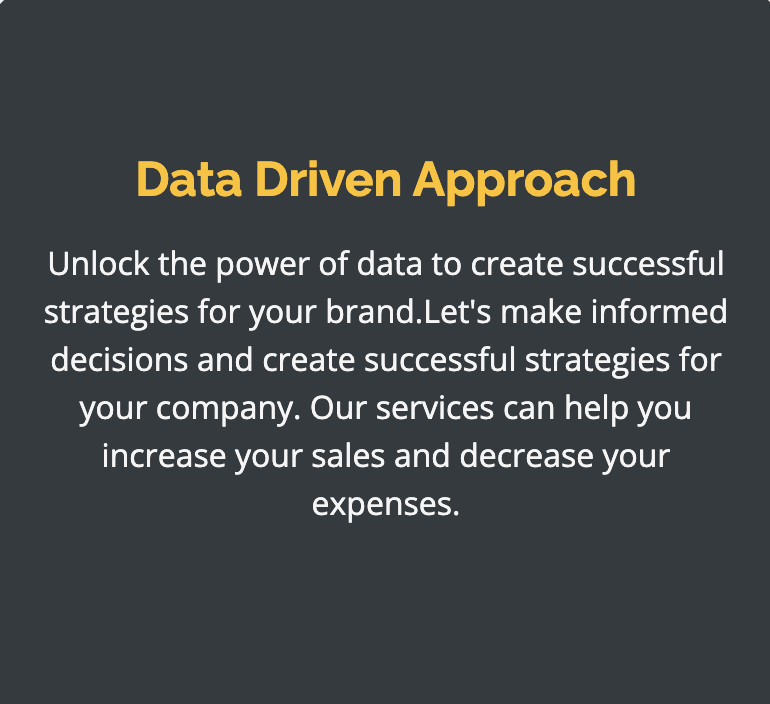 Data Driven Approach
Unlock the power of data to create successful
strategies for your brand.Let's make informed
decisions and create successful strategies for
your company. Our services can help you
increase your sales and decrease your
expenses.